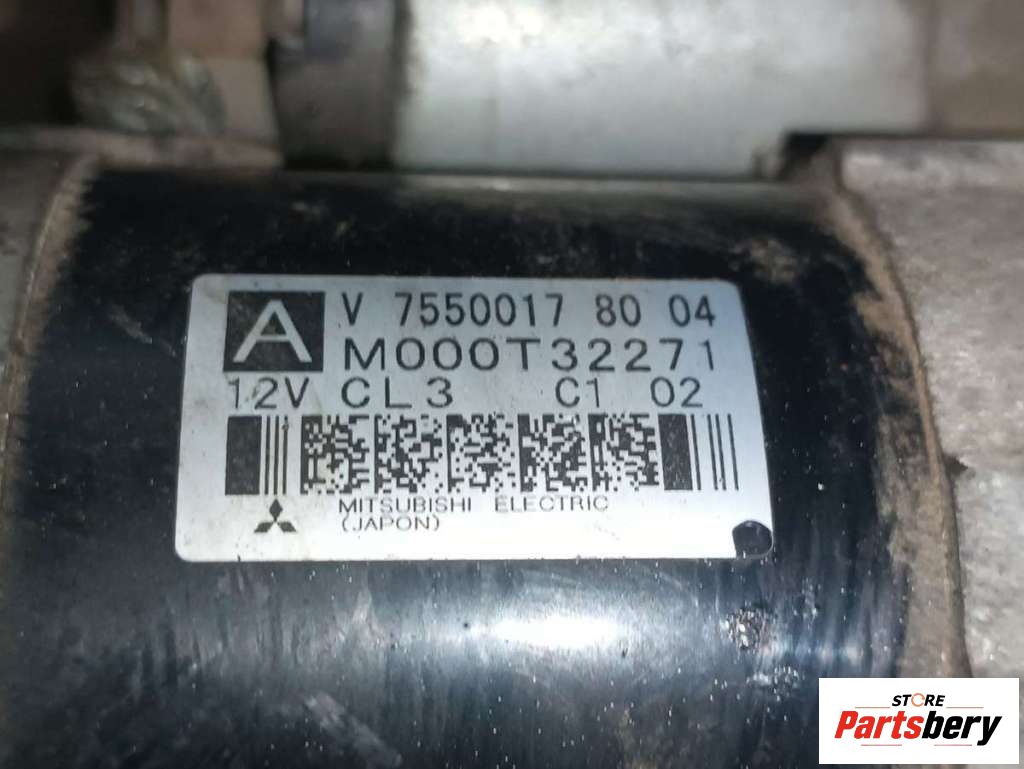 A
V 7550017 80 04
M000T32271
12V CL3 C1 02
MITSUBISHI ELECTRIC
(JAPON)
STORE
Partsbery